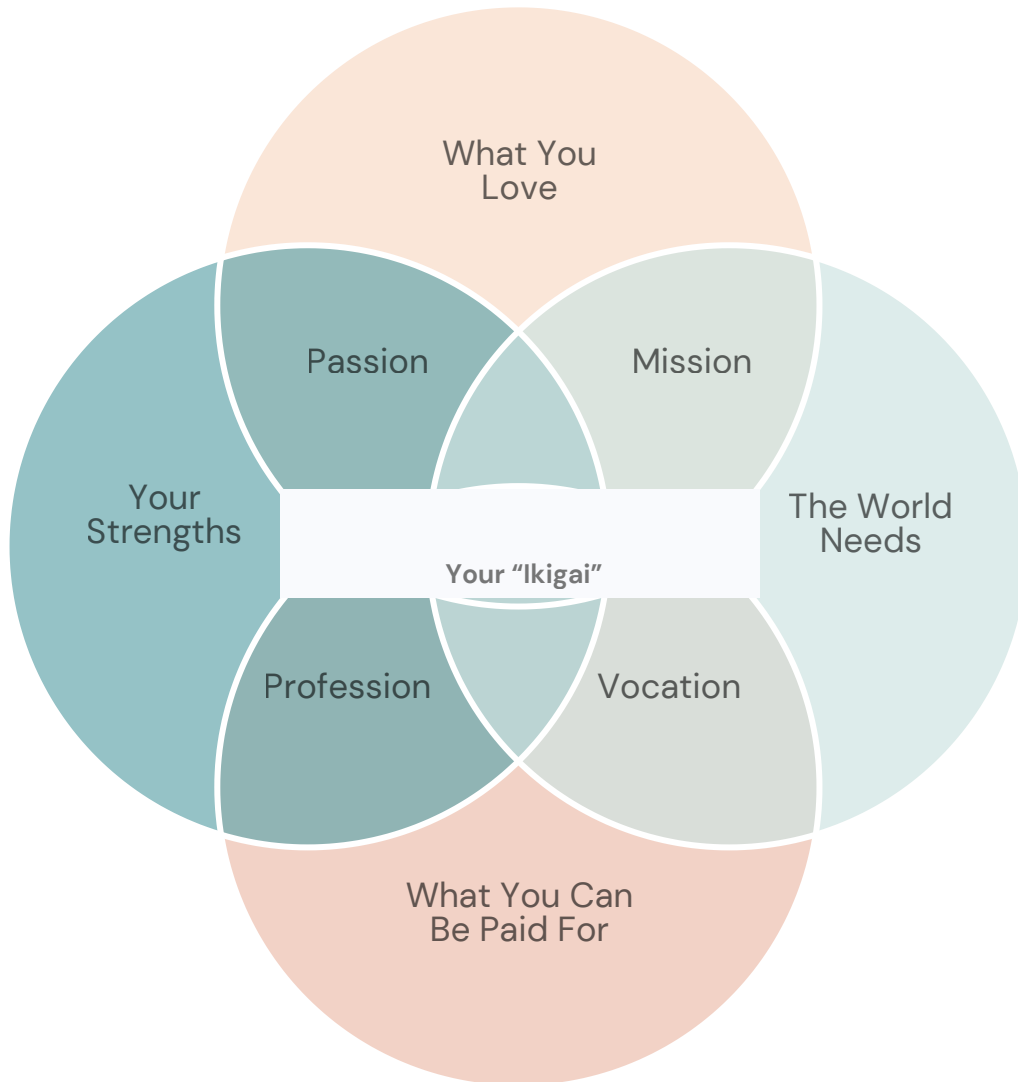 What You
Love
Passion
Mission
Your
Strengths
The World
Needs
Your “Ikigai”
Profession
Vocation
What You Can
Be Paid For